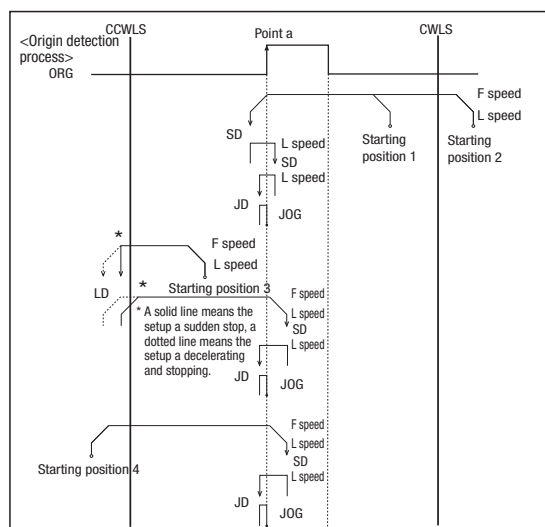 CCWLS
Point a
CWLS
<Origin detection
process>
ORG
F speed
L speed
SD
Starting
position 1
Starting
position 2
L speed
SD
L speed
JD
JOG
*
F speed
L speed
LD
*
Starting position 3
* A solid line means the
setup a sudden stop, a
dotted line means the
setup a decelerating
and stopping.
F speed
L speed
SD
L speed
JD
JOG
F speed
L speed
SD
Starting position 4
L speed
JD
JOG